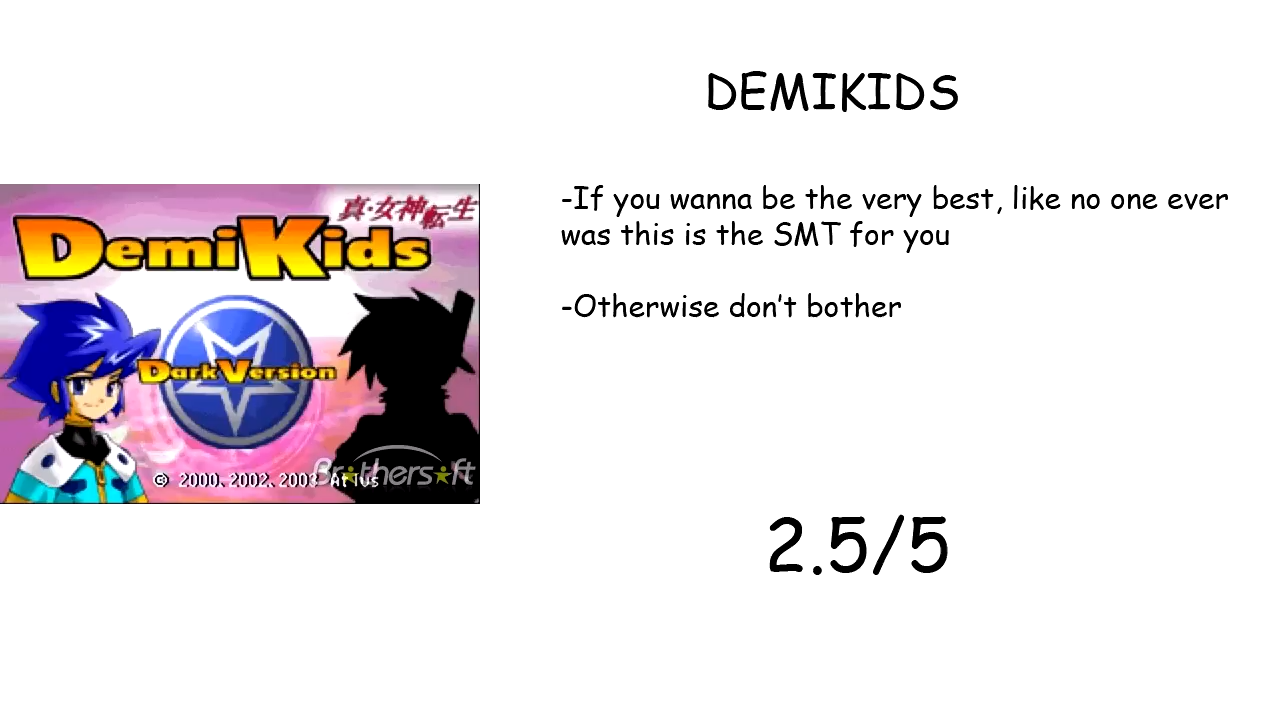 DEMIKIDS
-If you wanna be the very best, like no one ever
was this is the SMT for you
-Otherwise don't bother
真・女神転生
DemiKids
Dark Version
© 2000, 2002, 2003 Atlus
Brothersoft
2.5/5